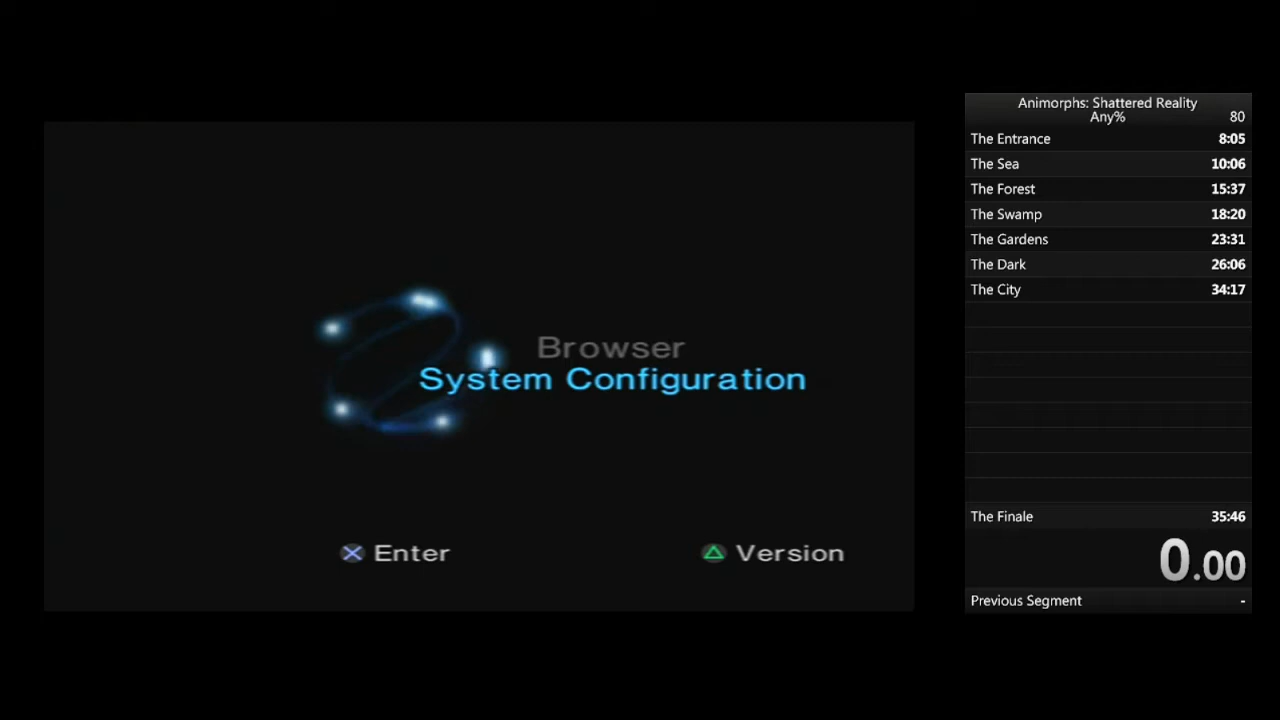 Browser
System Configuration
Enter
Version
Animorphs: Shattered Reality
Any% 80
The Entrance 8:05
The Sea 10:06
The Forest 15:37
The Swamp 18:20
The Gardens 23:31
The Dark 26:06
The City 34:17
The Finale 35:46
0.00
Previous Segment -